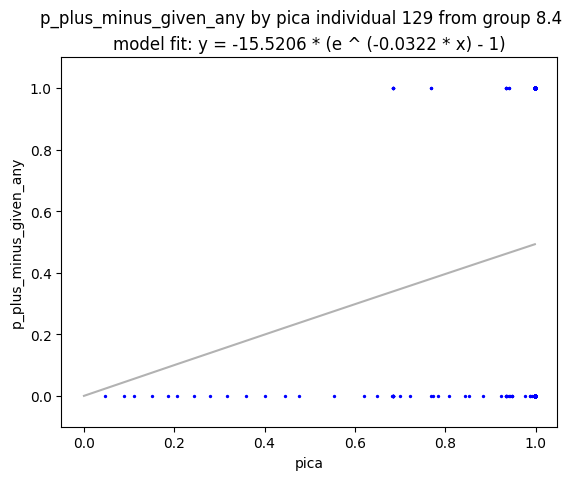 p_plus_minus_given_any by pica individual 129 from group 8.4
model fit: y = -15.5206 * (e ^ (-0.0322 * x) - 1)
1.0
0.8
0.6
0.4
0.2
0.0
p_plus_minus_given_any
0.0 0.2 0.4 0.6 0.8 1.0
pica